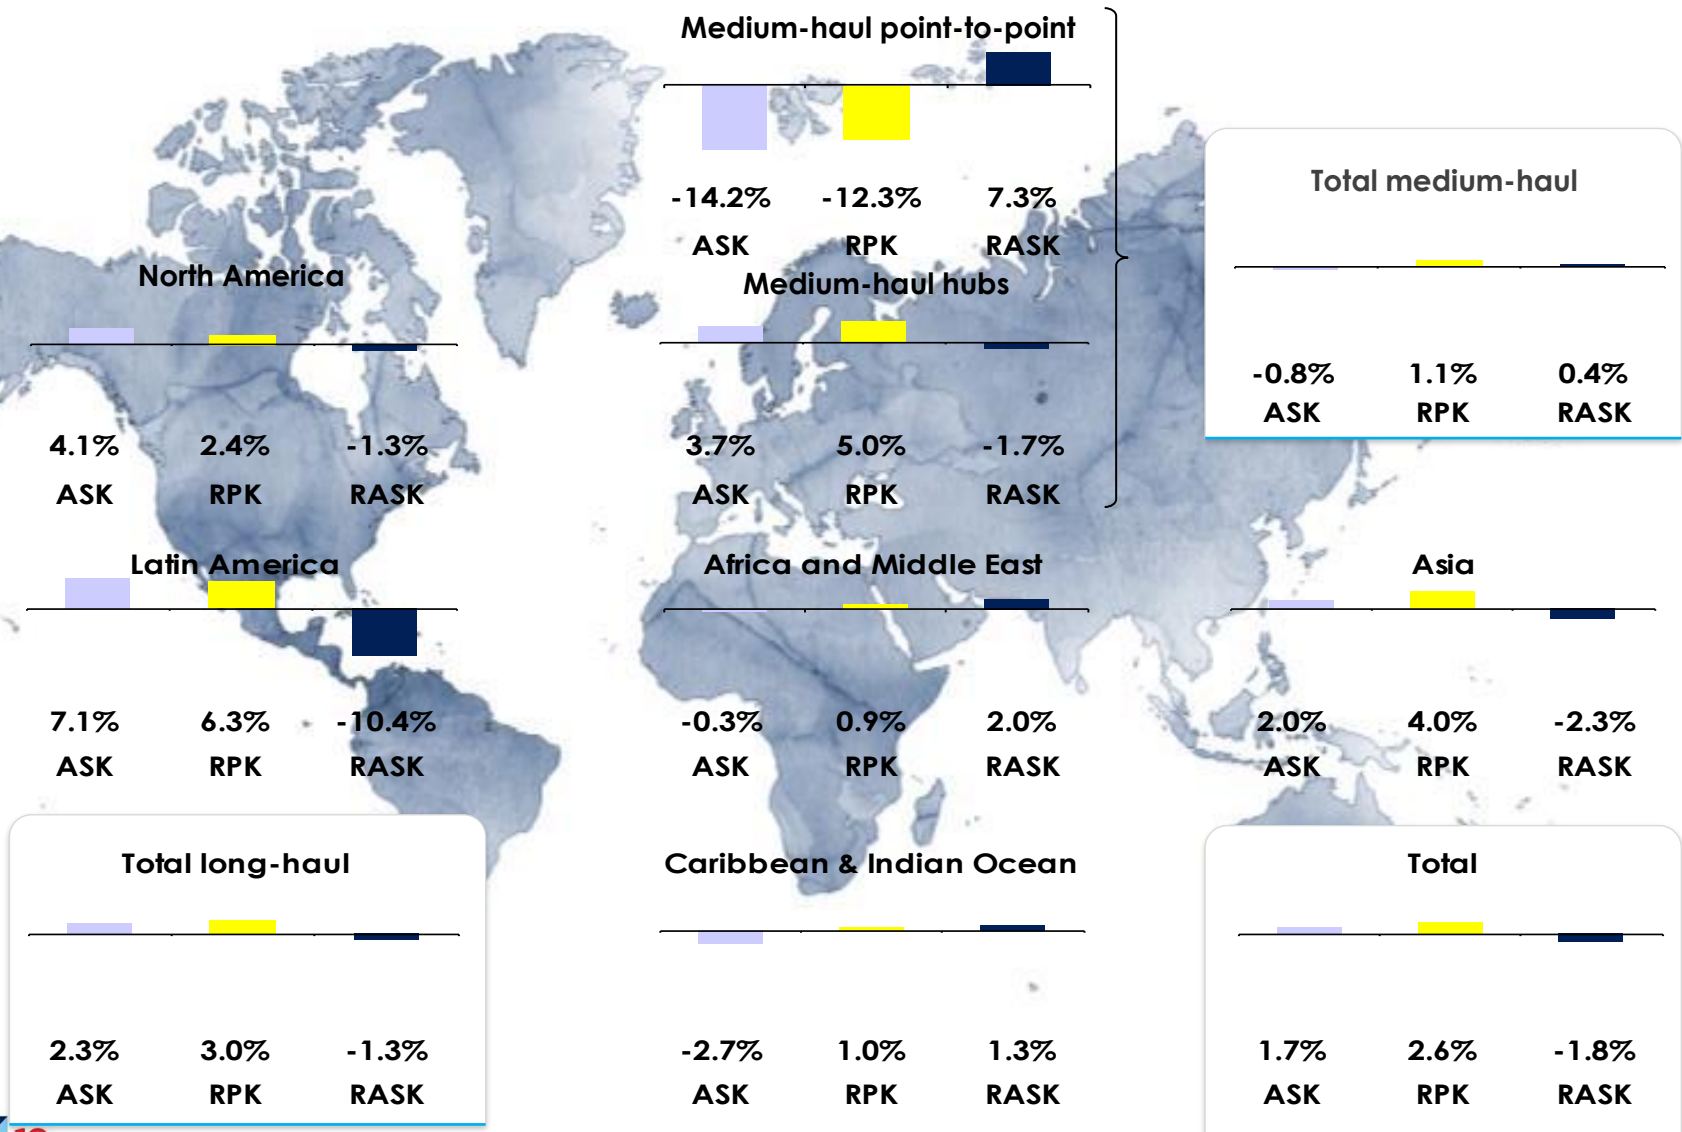 Medium-haul point-to-point
-14.2% -12.3% 7.3%
ASK RPK RASK
Total medium-haul
-0.8% 1.1% 0.4%
ASK RPK RASK
North America
4.1% 2.4% -1.3%
ASK RPK RASK
Medium-haul hubs
3.7% 5.0% -1.7%
ASK RPK RASK
Latin America
7.1% 6.3% -10.4%
ASK RPK RASK
Africa and Middle East
-0.3% 0.9% 2.0%
ASK RPK RASK
Asia
2.0% 4.0% -2.3%
ASK RPK RASK
Total long-haul
2.3% 3.0% -1.3%
ASK RPK RASK
Caribbean & Indian Ocean
-2.7% 1.0% 1.3%
ASK RPK RASK
Total
1.7% 2.6% -1.8%
ASK RPK RASK